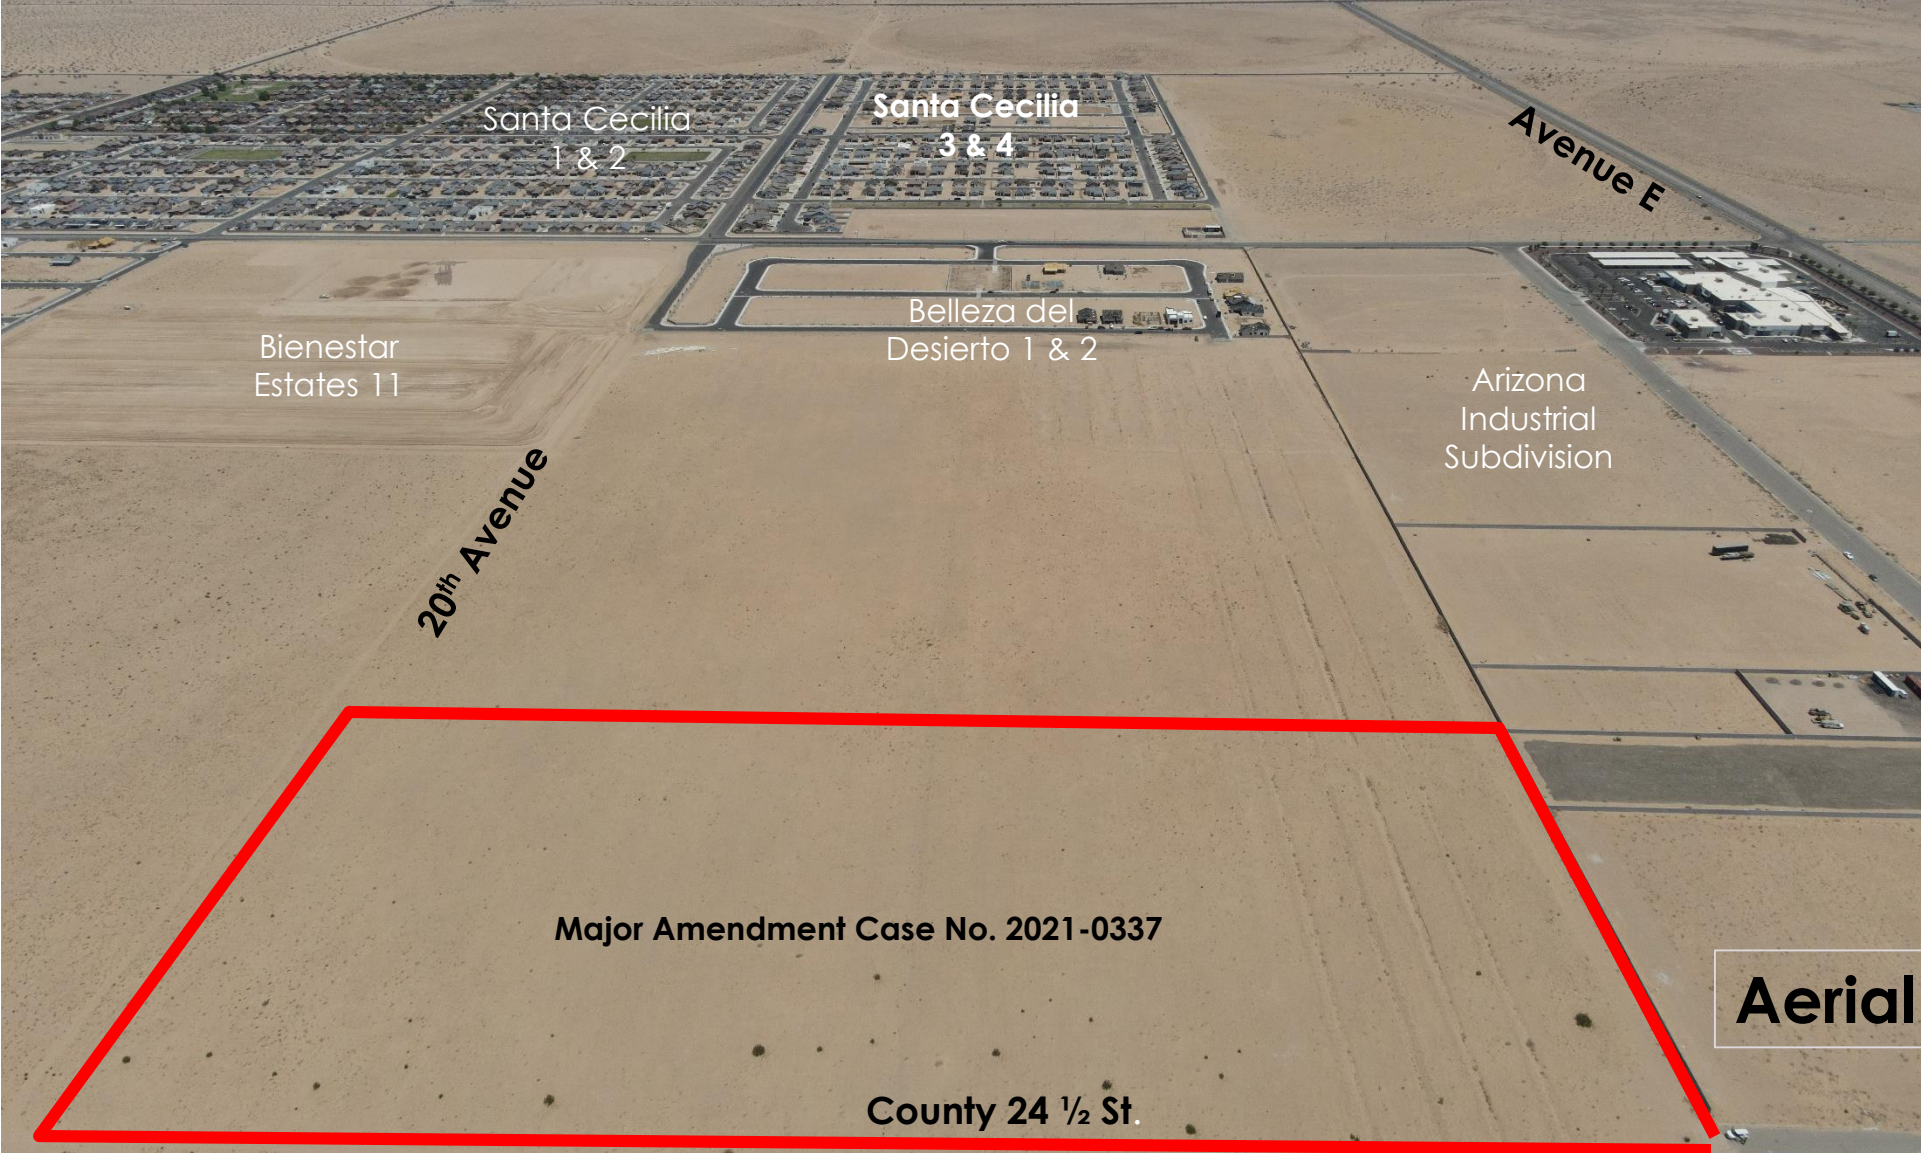 Santa Cecilia
1 & 2
Santa Cecilia
3 & 4
Avenue E
Belleza del
Desierto 1 & 2
Bienestar
Estates 11
Arizona
Industrial
Subdivision
20th Avenue
Major Amendment Case No. 2021-0337
Aerial
County 24 ½ St.